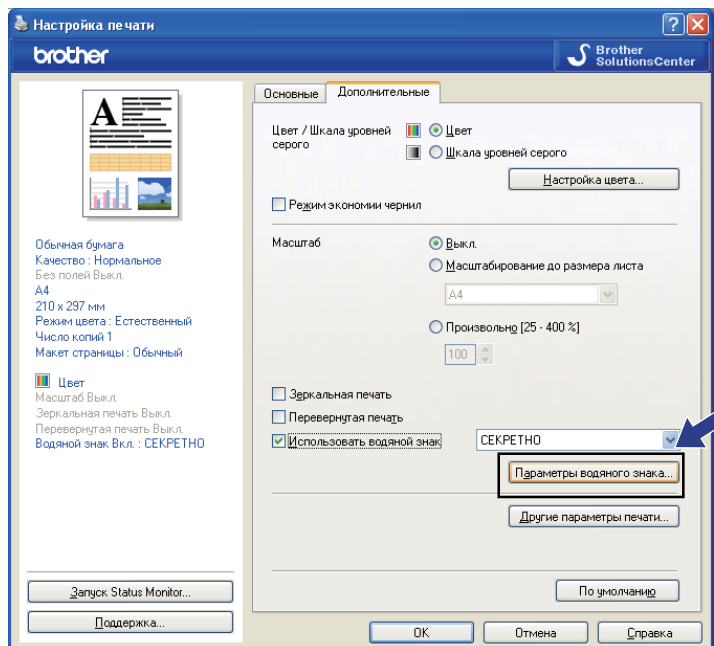 Настройка печати
brother
Brother
SolutionsCenter
Основные
Дополнительные
Цвет / Шкала уровней
серого
Цвет
Шкала уровней серого
Настройка цвета...
Режим экономии чернил
Масштаб
Выкл.
Масштабирование до размера листа
A4
Произвольно [25 - 400 %]
100
Зеркальная печать
Перевернутая печать
Использовать водяной знак
СЕКРЕТНО
Параметры водяного знака...
Другие параметры печати...
По умолчанию
A
Обычная бумага
Качество : Нормальное
Без полей Выкл.
A4
210 x 297 мм
Режим цвета : Естественный
Число копий 1
Макет страницы : Обычный
Цвет
Масштаб Выкл.
Зеркальная печать Выкл.
Перевернутая печать Выкл.
Водяной знак Вкл. : СЕКРЕТНО
Запуск Status Monitor...
Поддержка...
OK
Отмена
Справка